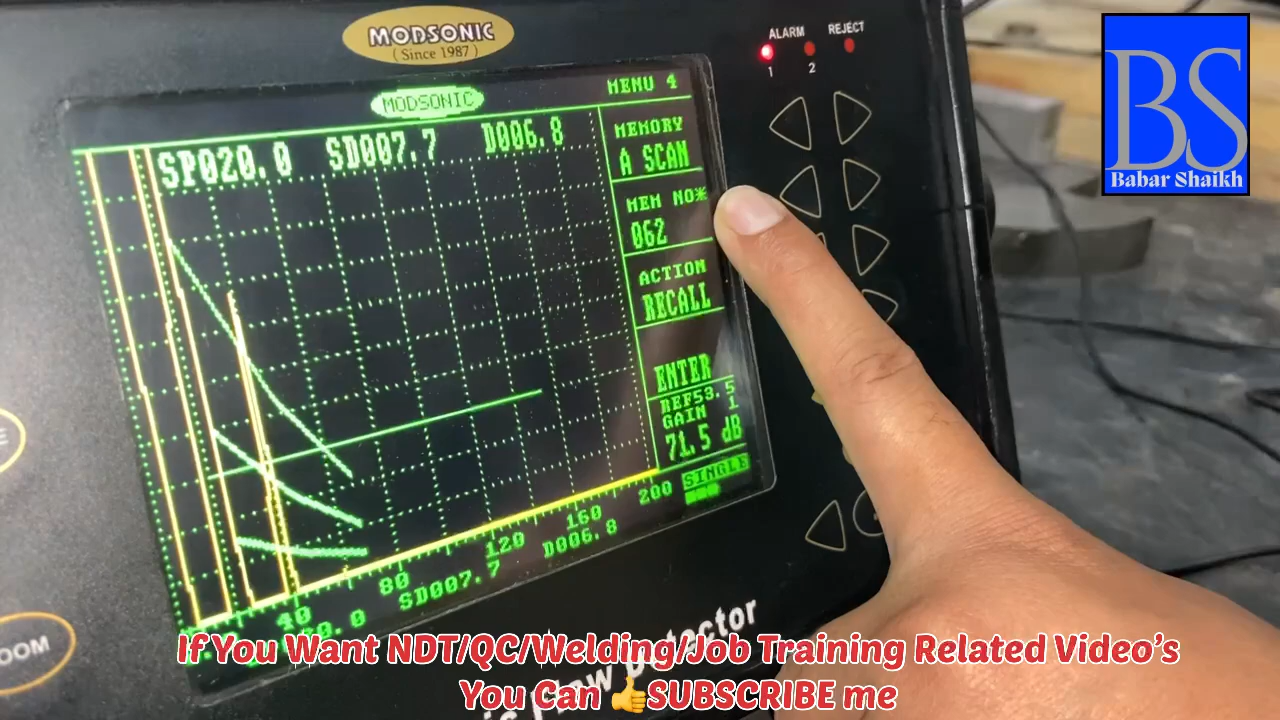 MODSONIC
( Since 1987 )
ALARM
REJECT
1
2
MODSONIC
MENU 4
SP020.0 SD007.7 D006.8
MEMORY
A SCAN
MEM NO*
062
ACTION
RECALL
ENTER
REF53.5
GAIN 1
71.5 dB
SINGLE
40 80 120 160 200
SD007.7 D006.8
OOM
Flaw Detector
BS
Babar Shaikh
If You Want NDT/QC/Welding/Job Training Related Video's
You Can 👍SUBSCRIBE me